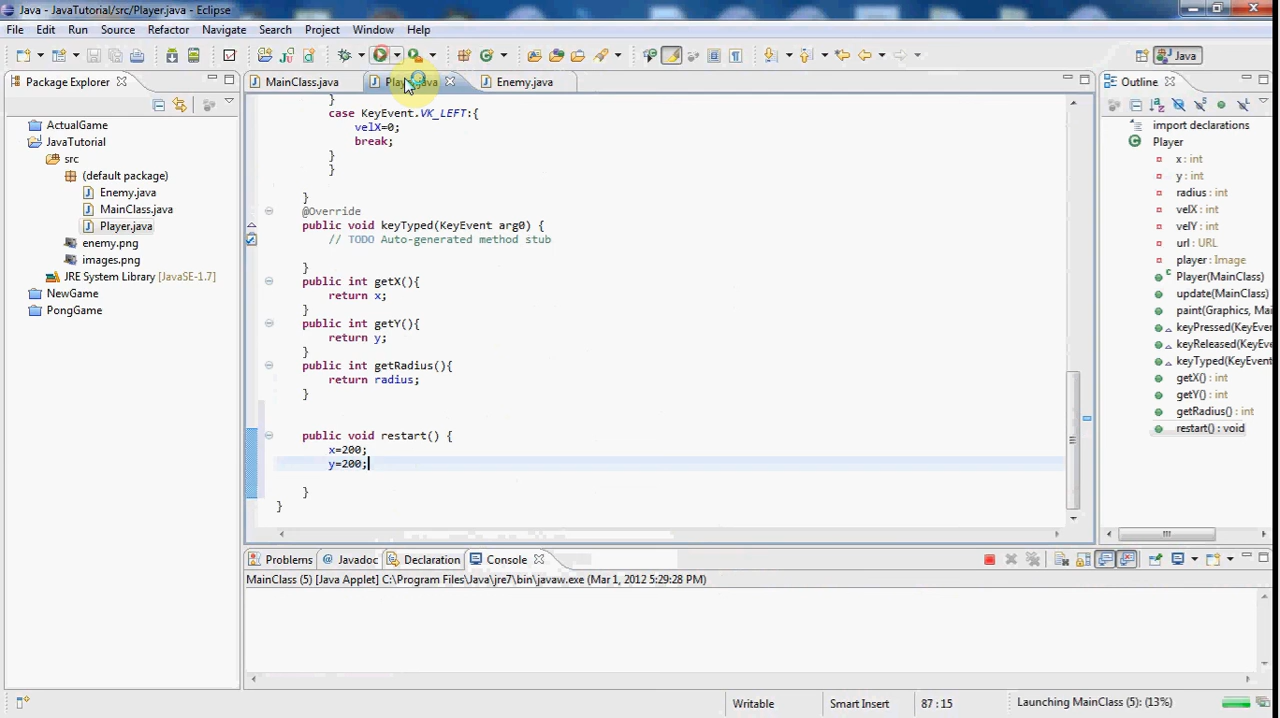 Java - JavaTutorial/src/Player.java - Eclipse
File Edit Run Source Refactor Navigate Search Project Window Help
Java
Package Explorer
MainClass.java
Enemy.java
Outline
ActualGame
JavaTutorial
src
(default package)
Enemy.java
MainClass.java
Player.java
enemy.png
images.png
JRE System Library [JavaSE-1.7]
NewGame
PongGame
}
case KeyEvent.VK_LEFT:{
velX=0;
break;
}
}
}
@Override
public void keyTyped(KeyEvent arg0) {
// TODO Auto-generated method stub
}
public int getX(){
return x;
}
public int getY(){
return y;
}
public int getRadius(){
return radius;
}
public void restart() {
x=200;
y=200;
}
}
import declarations
Player
x : int
y : int
radius : int
velX : int
velY : int
url : URL
player : Image
Player(MainClass)
update(MainClass)
paint(Graphics, Ma
keyPressed(KeyEve
keyReleased(KeyEv
keyTyped(KeyEvent
getX() : int
getY() : int
getRadius() : int
restart() : void
Problems
@ Javadoc
Declaration
Console
MainClass (5) [Java Applet] C:\Program Files\Java\jre7\bin\javaw.exe (Mar 1, 2012 5:29:28 PM)
Writable
Smart Insert
87 : 15
Launching MainClass (5): (13%)